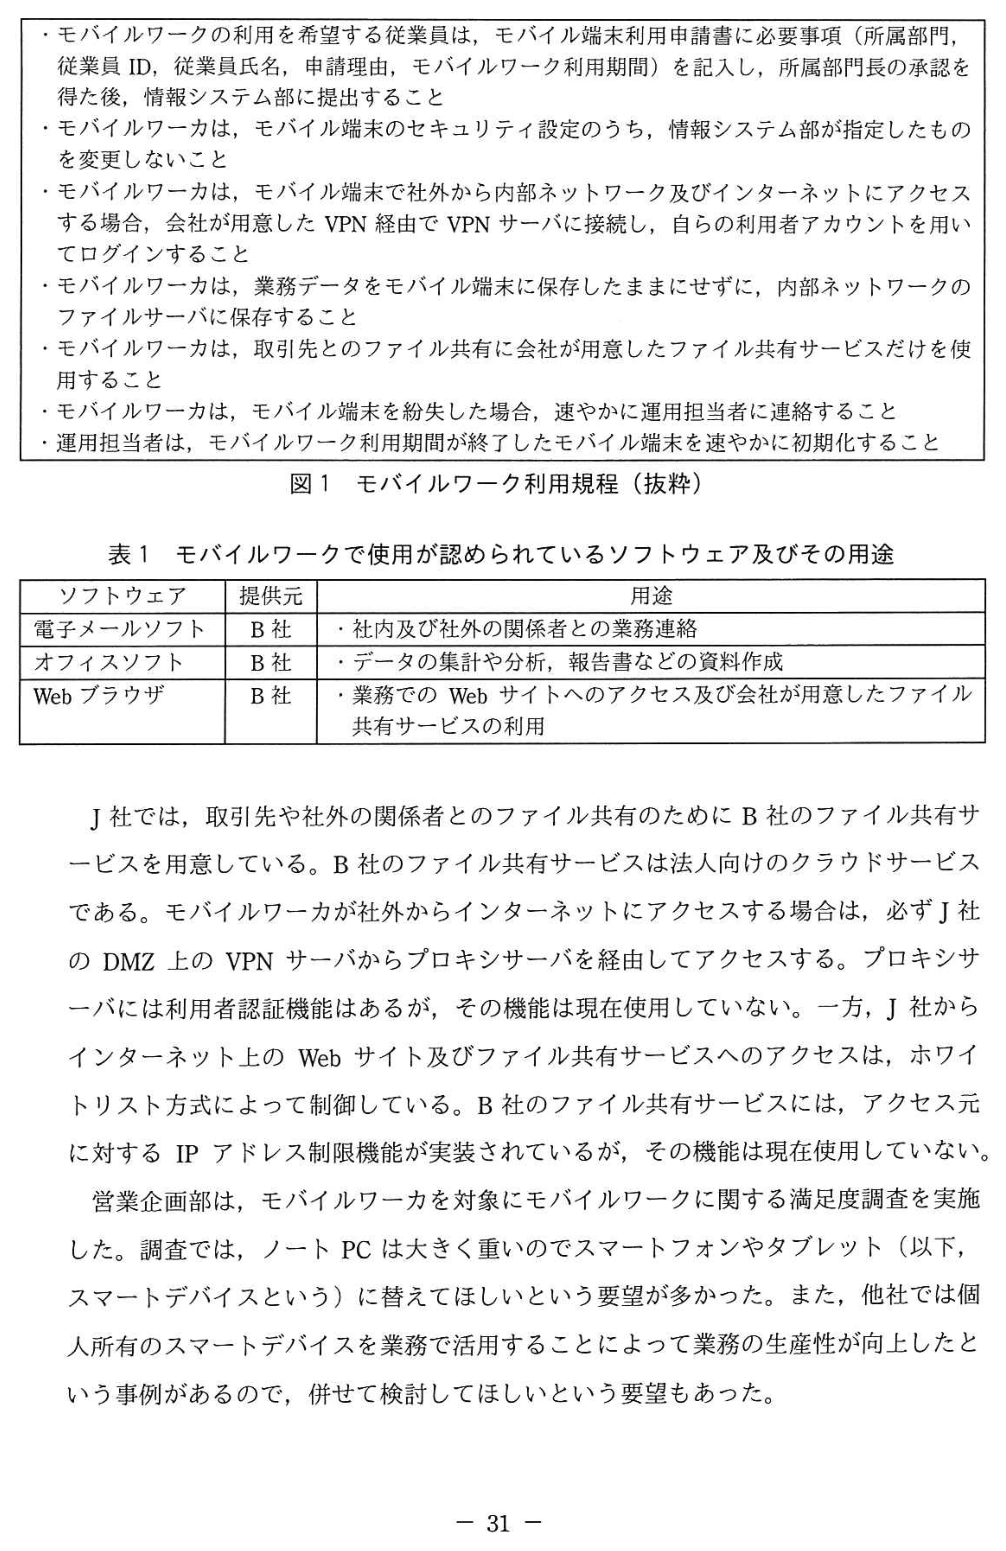 ・モバイルワークの利用を希望する従業員は，モバイル端末利用申請書に必要事項（所属部門，
従業員 ID，従業員氏名，申請理由，モバイルワーク利用期間）を記入し，所属部門長の承認を
得た後，情報システム部に提出すること
・モバイルワーカは，モバイル端末のセキュリティ設定のうち，情報システム部が指定したもの
を変更しないこと
・モバイルワーカは，モバイル端末で社外から内部ネットワーク及びインターネットにアクセス
する場合，会社が用意した VPN 経由で VPN サーバに接続し，自らの利用者アカウントを用い
てログインすること
・モバイルワーカは，業務データをモバイル端末に保存したままにせずに，内部ネットワークの
ファイルサーバに保存すること
・モバイルワーカは，取引先とのファイル共有に会社が用意したファイル共有サービスだけを使
用すること
・モバイルワーカは，モバイル端末を紛失した場合，速やかに運用担当者に連絡すること
・運用担当者は，モバイルワーク利用期間が終了したモバイル端末を速やかに初期化すること
図1 モバイルワーク利用規程（抜粋）
表1 モバイルワークで使用が認められているソフトウェア及びその用途
ソフトウェア 提供元 用途
電子メールソフト B 社 ・社内及び社外の関係者との業務連絡
オフィスソフト B 社 ・データの集計や分析，報告書などの資料作成
Web ブラウザ B 社 ・業務での Web サイトへのアクセス及び会社が用意したファイル
共有サービスの利用
J 社では，取引先や社外の関係者とのファイル共有のために B 社のファイル共有サ
ービスを用意している。B 社のファイル共有サービスは法人向けのクラウドサービス
である。モバイルワーカが社外からインターネットにアクセスする場合は，必ず J 社
の DMZ 上の VPN サーバからプロキシサーバを経由してアクセスする。プロキシサ
ーバには利用者認証機能はあるが，その機能は現在使用していない。一方，J 社から
インターネット上の Web サイト及びファイル共有サービスへのアクセスは，ホワイ
トリスト方式によって制御している。B 社のファイル共有サービスには，アクセス元
に対する IP アドレス制限機能が実装されているが，その機能は現在使用していない。
営業企画部は，モバイルワーカを対象にモバイルワークに関する満足度調査を実施
した。調査では，ノート PC は大きく重いのでスマートフォンやタブレット（以下，
スマートデバイスという）に替えてほしいという要望が多かった。また，他社では個
人所有のスマートデバイスを業務で活用することによって業務の生産性が向上したと
いう事例があるので，併せて検討してほしいという要望もあった。
－ 31 －